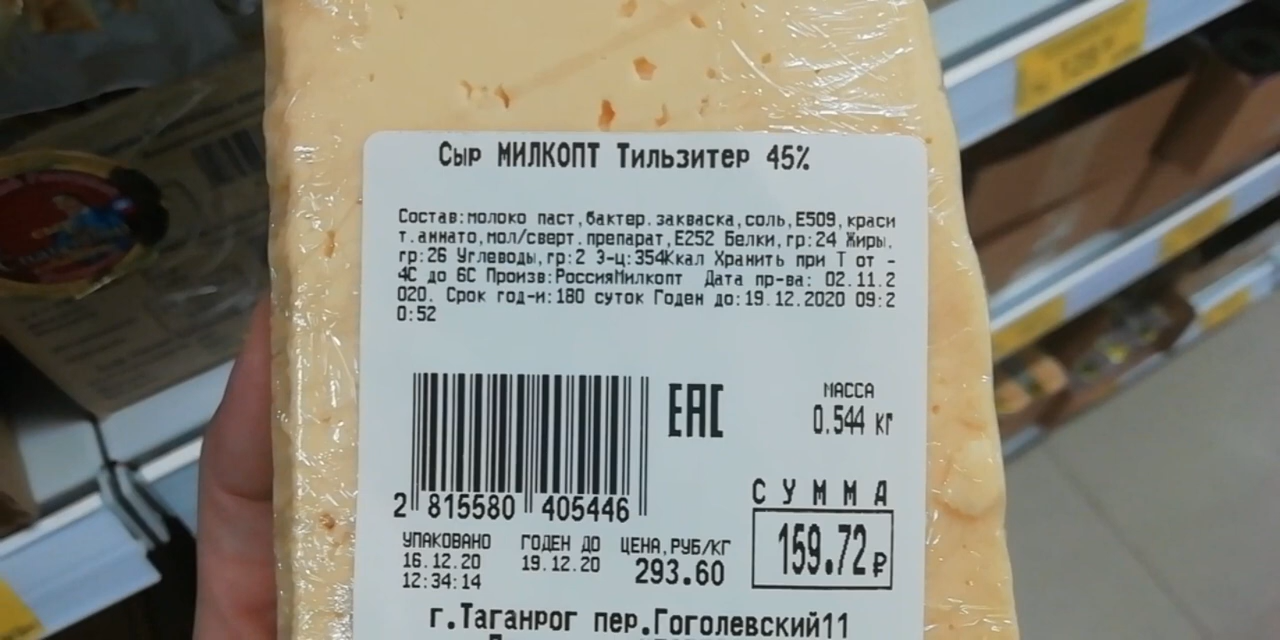 Сыр МИЛКОПТ Тильзитер 45%
Состав:молоко паст,бактер.закваска,соль,Е509,краси
т.аннато,мол/сверт.препарат,Е252 Белки,гр:24 Жиры,
гр:26 Углеводы,гр:2 Э-ц:354Ккал Хранить при Т от -
4С до 6С Произв:РоссияМилкопт Дата пр-ва: 02.11.2
020. Срок год-и:180 суток Годен до:19.12.2020 09:2
0:52
ЕАС
МАССА
0.544 кг
2 815580 405446
СУММА
159.72₽
УПАКОВАНО ГОДЕН ДО ЦЕНА,РУБ/КГ
16.12.20 19.12.20 293.60
12:34:14
г.Таганрог пер.Гоголевский11